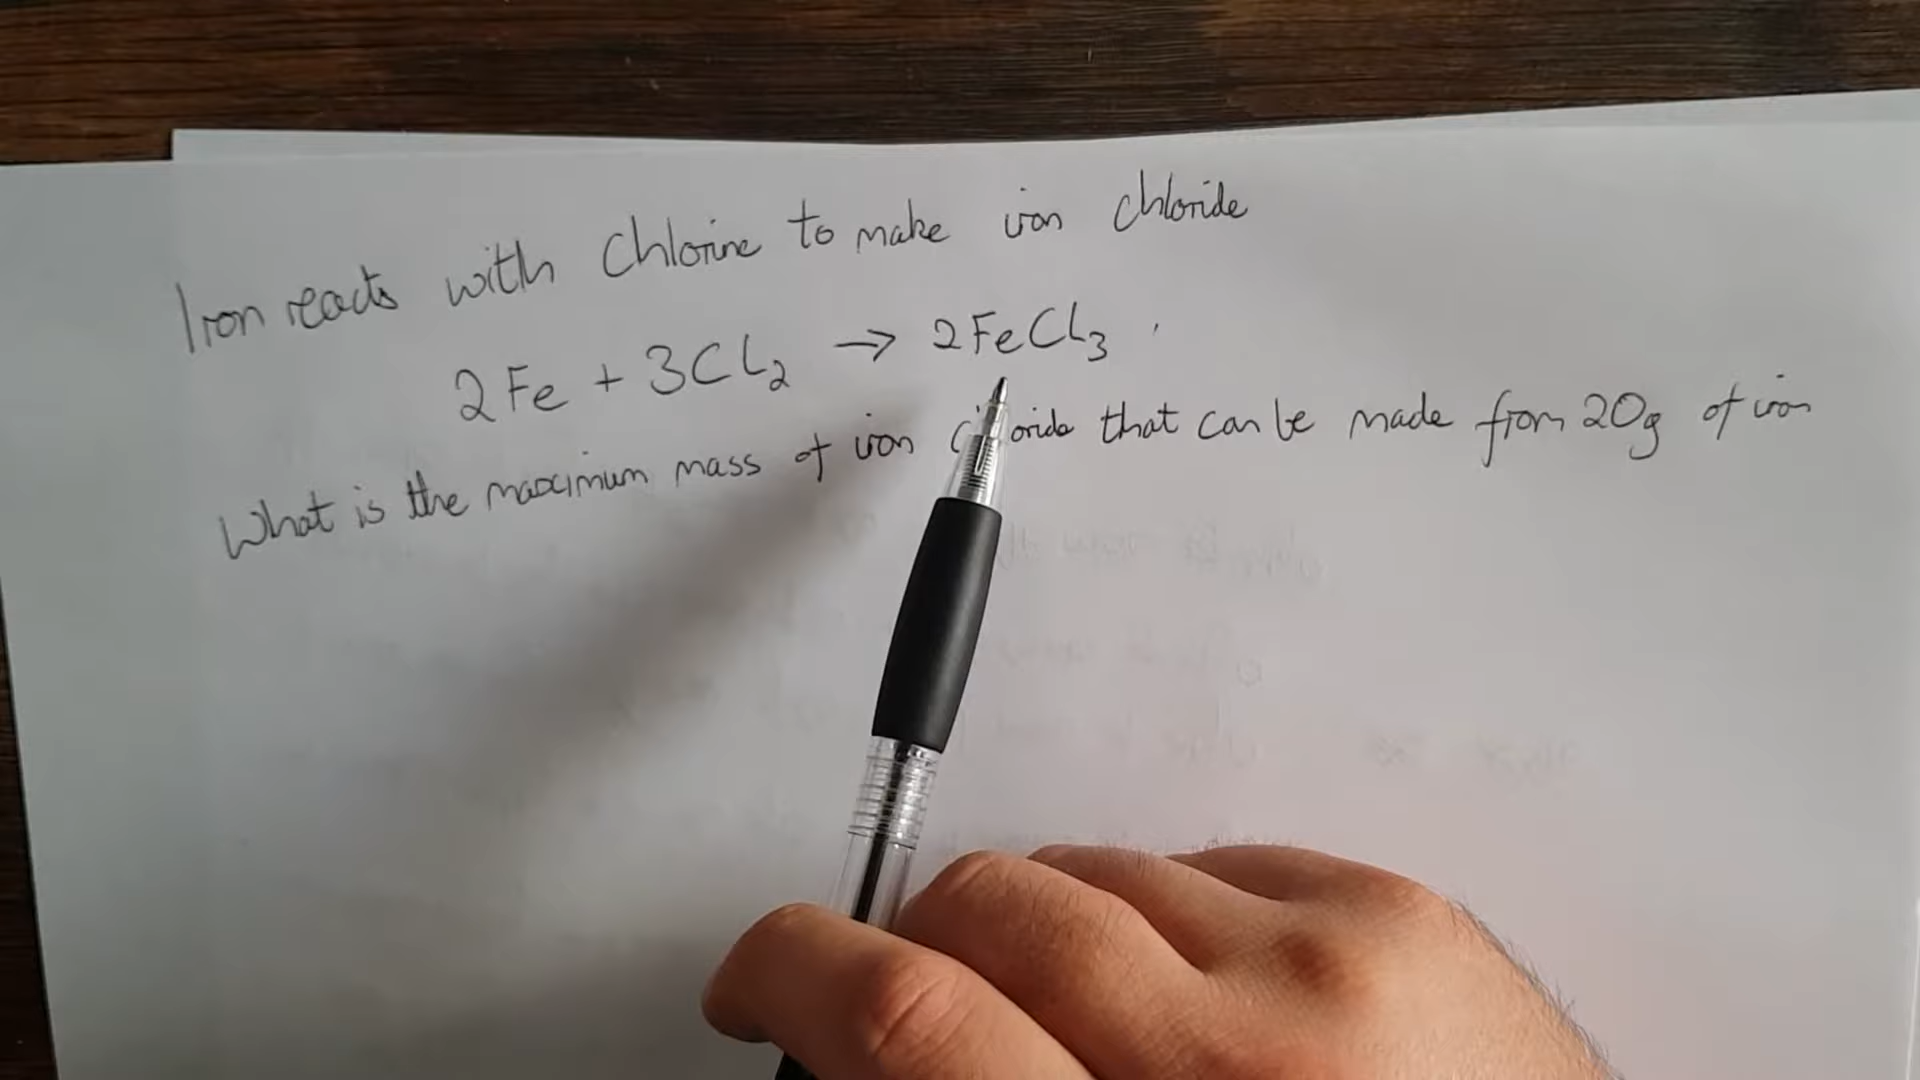 Iron reacts with Chlorine to make iron chloride
2Fe + 3Cl₂ → 2FeCl₃
What is the maximum mass of iron that can be made from 20g of iron